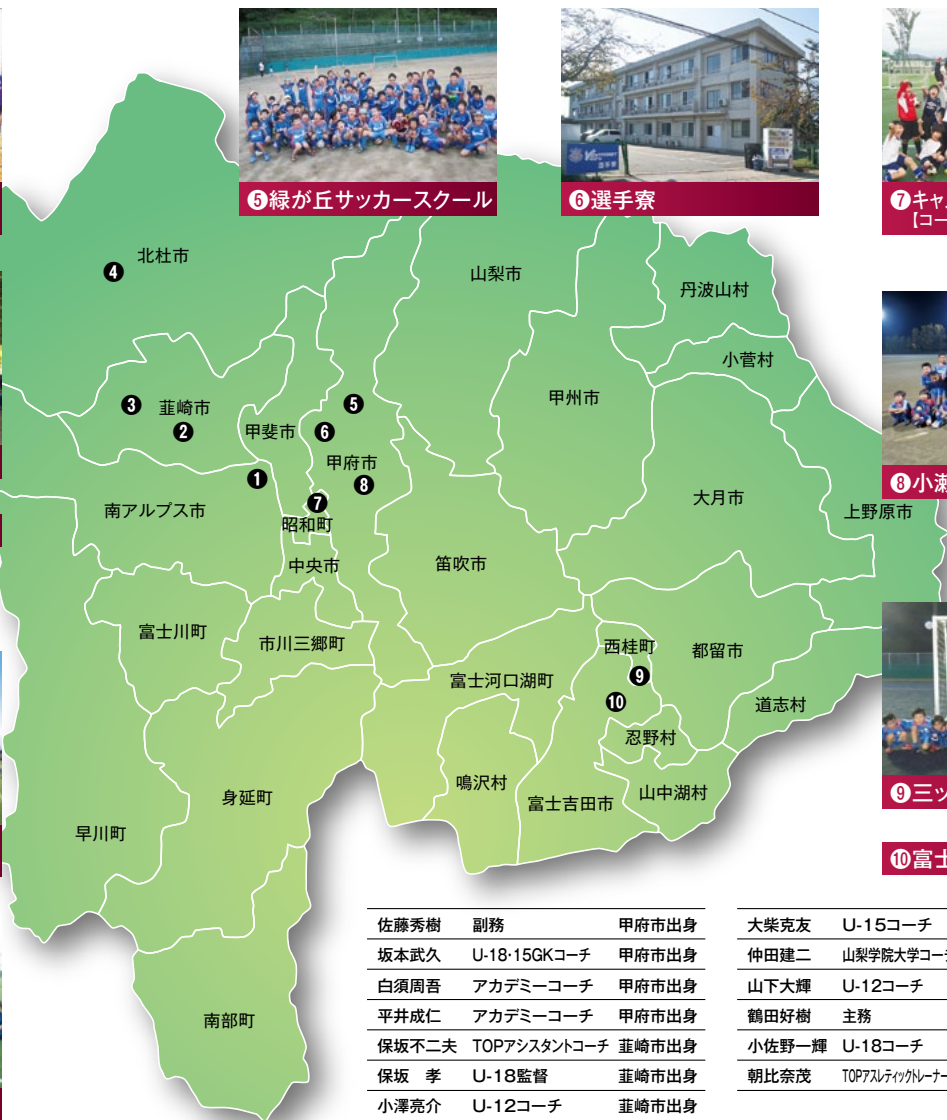 ❺緑が丘サッカースクール
❻選手寮
❼キャ
【コー
北杜市
❹
山梨市
丹波山村
小菅村
❽小瀬
❸
韮崎市
❷
甲斐市
❺
❻
甲府市
甲州市
❶
❽
❼
南アルプス市
昭和町
大月市
上野原市
中央市
笛吹市
富士川町
市川三郷町
西桂町
都留市
❾
富士河口湖町
❿
道志村
忍野村
鳴沢村
身延町
富士吉田市
山中湖村
早川町
❾三ッ
❿富士
南部町
佐藤秀樹 副務 甲府市出身
坂本武久 U-18・15GKコーチ 甲府市出身
白須周吾 アカデミーコーチ 甲府市出身
平井成仁 アカデミーコーチ 甲府市出身
保坂不二夫 TOPアシスタントコーチ 韮崎市出身
保坂 孝 U-18監督 韮崎市出身
小澤亮介 U-12コーチ 韮崎市出身
大柴克友 U-15コーチ
仲田建二 山梨学院大学コーチ
山下大輝 U-12コーチ
鶴田好樹 主務
小佐野一輝 U-18コーチ
朝比奈茂 TOPアスレティックトレーナー